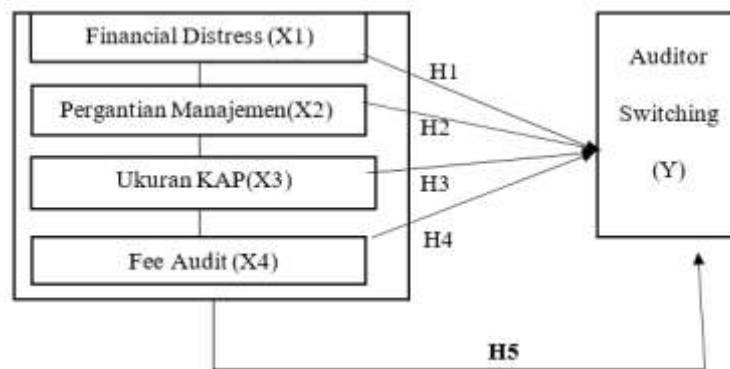 Financial Distress (X1)
Pergantian Manajemen(X2)
Ukuran KAP(X3)
Fee Audit (X4)
H1
H2
H3
H4
Auditor
Switching
(Y)
H5